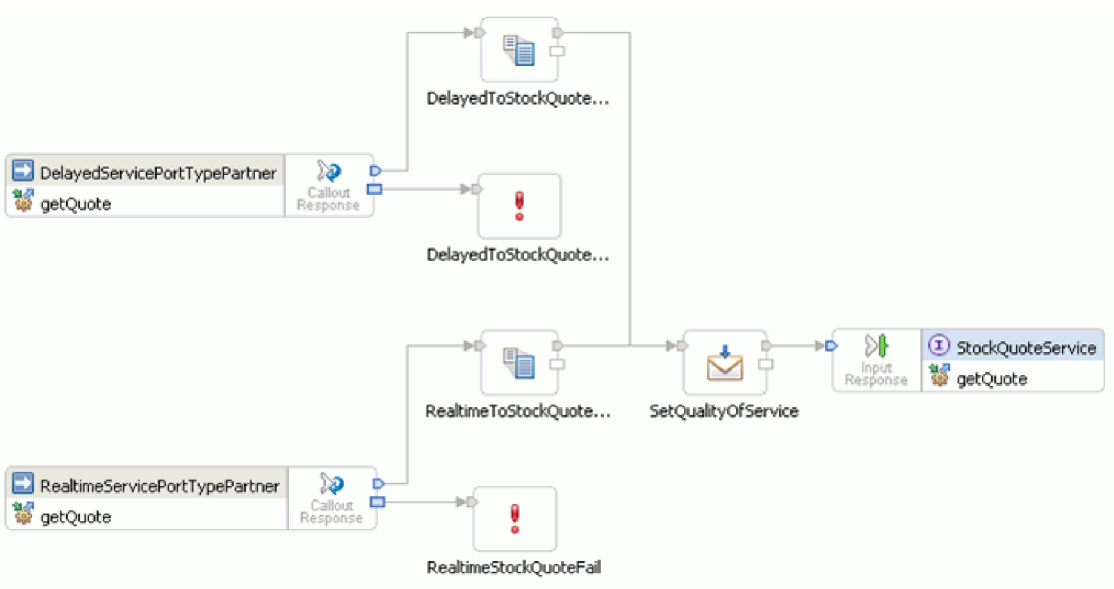 DelayedToStockQuote...
DelayedServicePortTypePartner
getQuote
Callout
Response
DelayedToStockQuote...
RealtimeToStockQuote...
SetQualityOfService
Input
Response
StockQuoteService
getQuote
RealtimeServicePortTypePartner
getQuote
Callout
Response
RealtimeStockQuoteFail